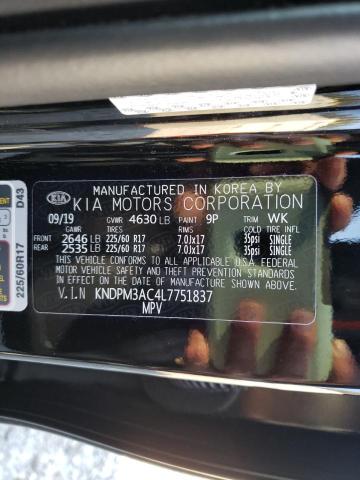 MANUFACTURED IN KOREA BY
KIA KIA MOTORS CORPORATION
09/19 GVWR 4630 LB PAINT 9P TRIM WK
GAWR TIRES RIMS COLD TIRE INFL
FRONT 2646 LB 225/60 R17 7.0Jx17 35psi SINGLE
REAR 2535 LB 225/60 R17 7.0Jx17 35psi SINGLE
THIS VEHICLE CONFORMS TO ALL APPLICABLE U.S.A. FEDERAL
MOTOR VEHICLE SAFETY AND THEFT PREVENTION STANDARDS
IN EFFECT ON THE DATE OF MANUFACTURE SHOWN ABOVE.
V.I.N KNDPM3AC4L7751837
MPV
225/60R17 D43